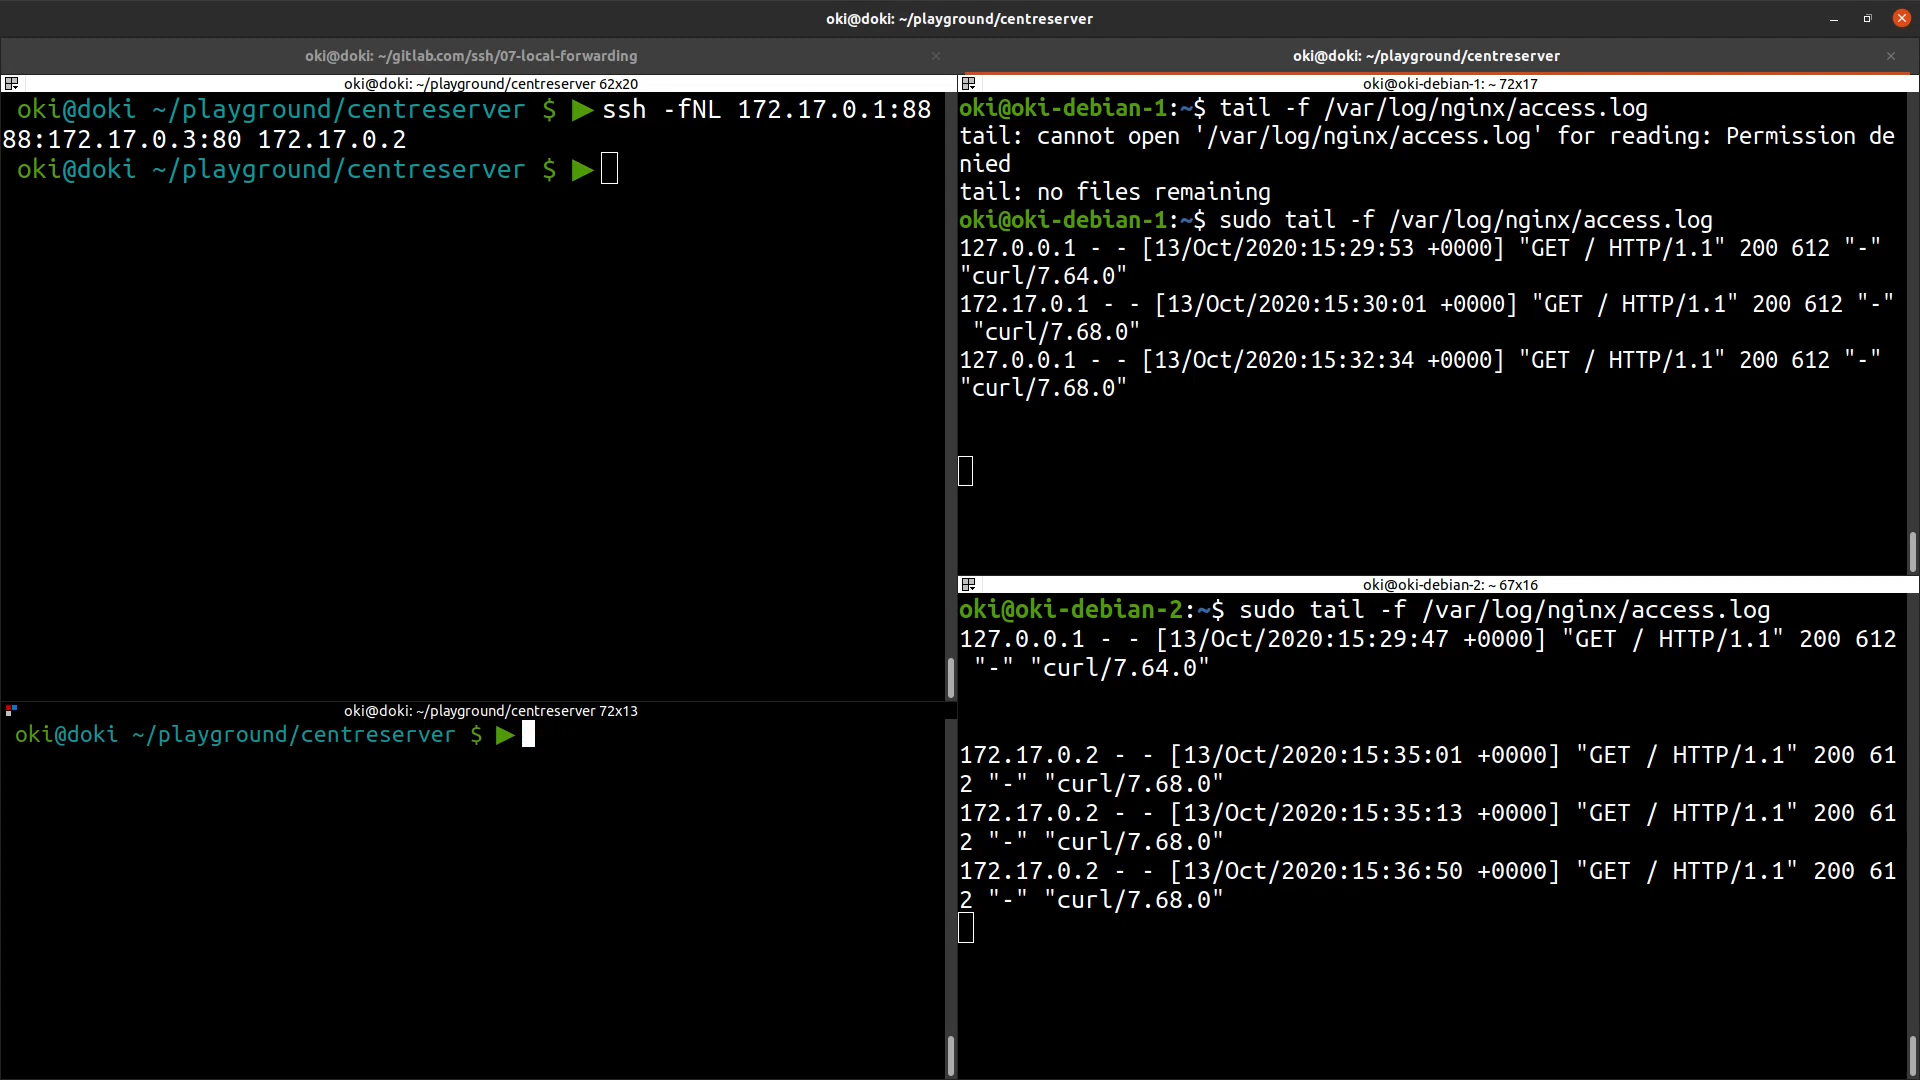 oki@doki: ~/playground/centreserver
oki@doki: ~/gitlab.com/ssh/07-local-forwarding
oki@doki: ~/playground/centreserver
oki@doki: ~/playground/centreserver 62x20
oki@doki ~/playground/centreserver $ ▶ ssh -fNL 172.17.0.1:88
88:172.17.0.3:80 172.17.0.2
oki@doki ~/playground/centreserver $ ▶
oki@doki: ~/playground/centreserver 72x13
oki@doki ~/playground/centreserver $ ▶
oki@oki-debian-1: ~ 72x17
oki@oki-debian-1:~$ tail -f /var/log/nginx/access.log
tail: cannot open '/var/log/nginx/access.log' for reading: Permission de
nied
tail: no files remaining
oki@oki-debian-1:~$ sudo tail -f /var/log/nginx/access.log
127.0.0.1 - - [13/Oct/2020:15:29:53 +0000] "GET / HTTP/1.1" 200 612 "-"
"curl/7.64.0"
172.17.0.1 - - [13/Oct/2020:15:30:01 +0000] "GET / HTTP/1.1" 200 612 "-"
"curl/7.68.0"
127.0.0.1 - - [13/Oct/2020:15:32:34 +0000] "GET / HTTP/1.1" 200 612 "-"
"curl/7.68.0"
oki@oki-debian-2: ~ 67x16
oki@oki-debian-2:~$ sudo tail -f /var/log/nginx/access.log
127.0.0.1 - - [13/Oct/2020:15:29:47 +0000] "GET / HTTP/1.1" 200 612
"-" "curl/7.64.0"
172.17.0.2 - - [13/Oct/2020:15:35:01 +0000] "GET / HTTP/1.1" 200 61
2 "-" "curl/7.68.0"
172.17.0.2 - - [13/Oct/2020:15:35:13 +0000] "GET / HTTP/1.1" 200 61
2 "-" "curl/7.68.0"
172.17.0.2 - - [13/Oct/2020:15:36:50 +0000] "GET / HTTP/1.1" 200 61
2 "-" "curl/7.68.0"